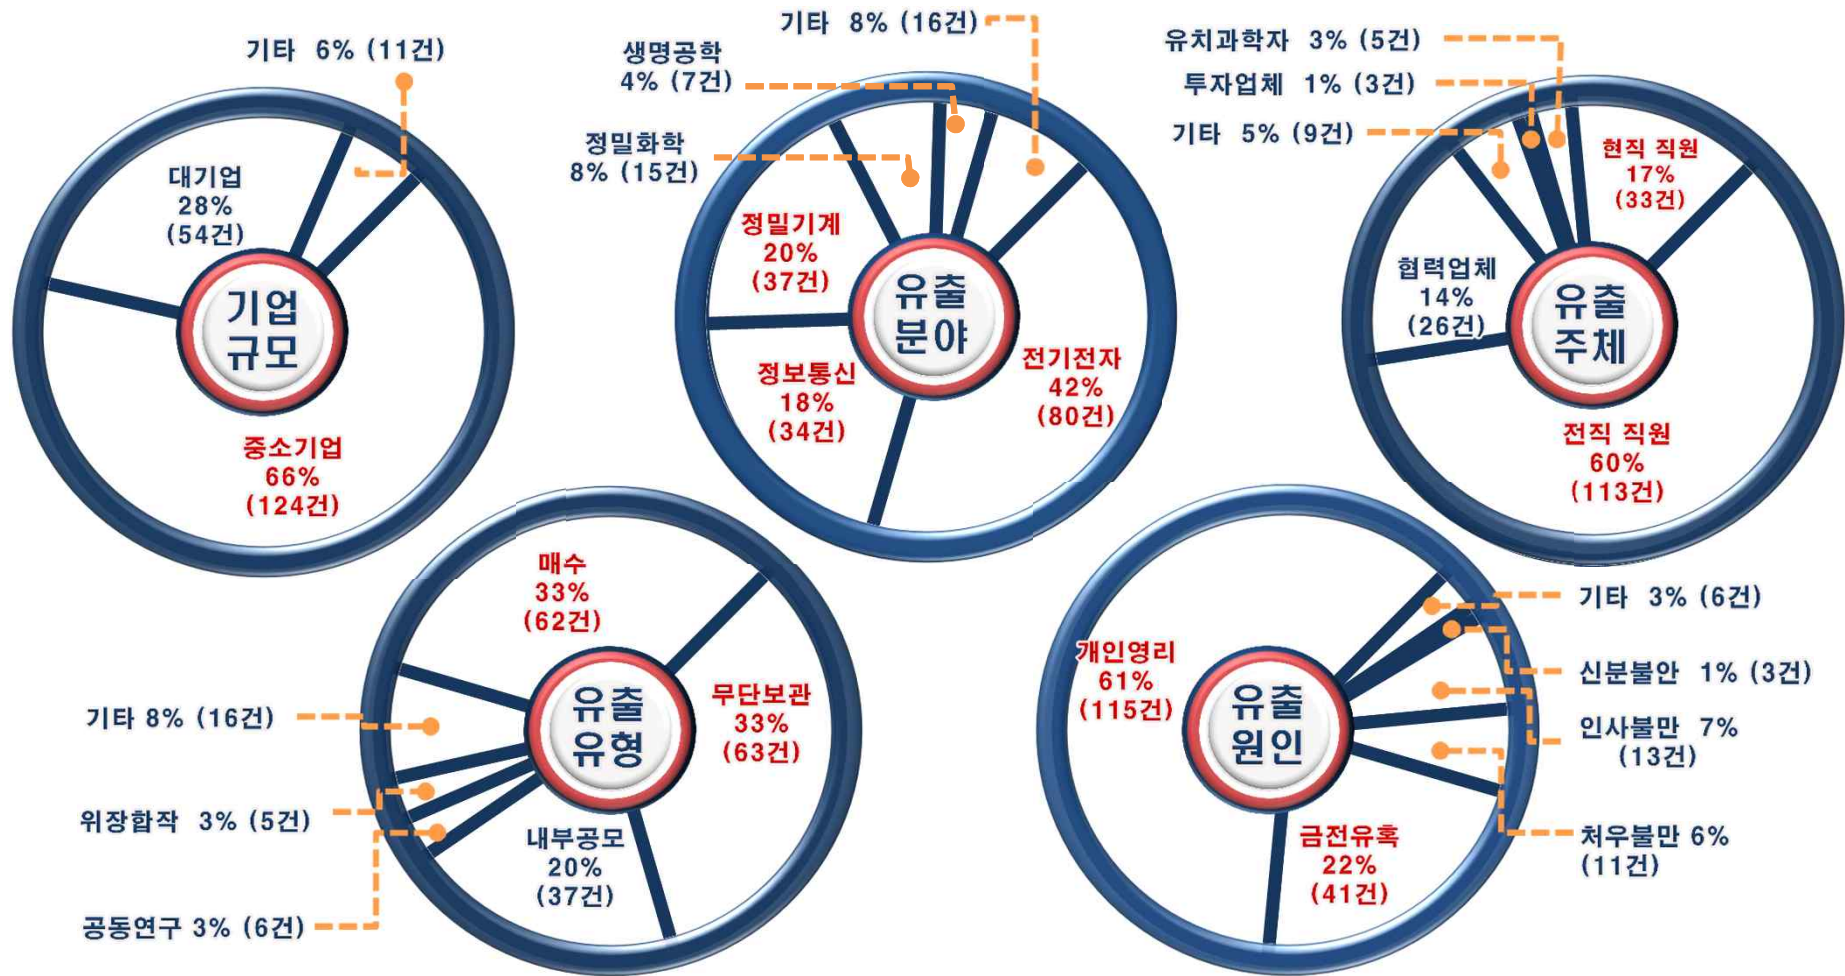 기타 6% (11건)
대기업
28%
(54건)
기업
규모
중소기업
66%
(124건)
기타 8% (16건)
생명공학
4% (7건)
정밀화학
8% (15건)
정밀기계
20%
(37건)
유출
분야
정보통신
18%
(34건)
전기전자
42%
(80건)
유치과학자 3% (5건)
투자업체 1% (3건)
기타 5% (9건)
현직 직원
17%
(33건)
협력업체
14%
(26건)
유출
주체
전직 직원
60%
(113건)
매수
33%
(62건)
기타 8% (16건)
유출
유형
무단보관
33%
(63건)
위장합작 3% (5건)
내부공모
20%
(37건)
공동연구 3% (6건)
개인영리
61%
(115건)
유출
원인
기타 3% (6건)
신분불안 1% (3건)
인사불만 7%
(13건)
처우불만 6%
(11건)
금전유혹
22%
(41건)